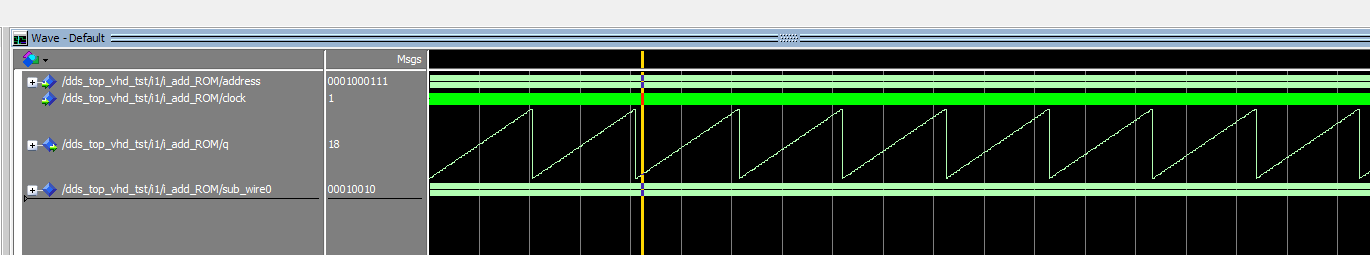 Wave - Default
Msgs
/dds_top_vhd_tst/i1/i_add_ROM/address 0001000111
/dds_top_vhd_tst/i1/i_add_ROM/clock 1
/dds_top_vhd_tst/i1/i_add_ROM/q 18
/dds_top_vhd_tst/i1/i_add_ROM/sub_wire0 00010010